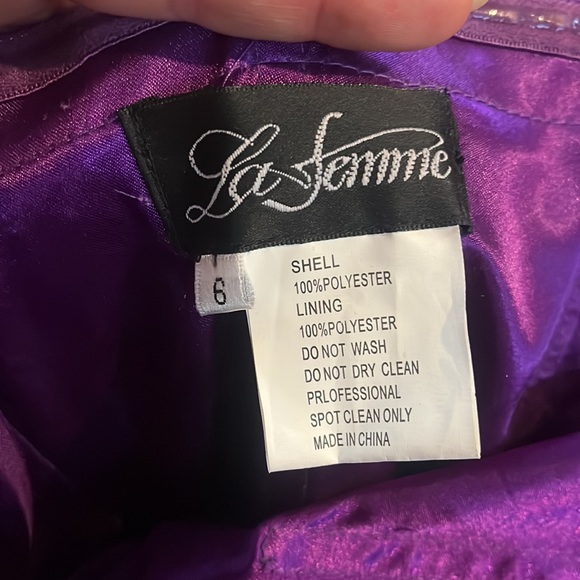 La Femme
6
SHELL
100%POLYESTER
LINING
100%POLYESTER
DO NOT WASH
DO NOT DRY CLEAN
PRLOFESSIONAL
SPOT CLEAN ONLY
MADE IN CHINA